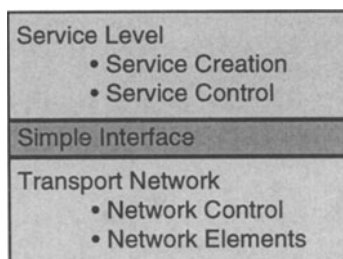 Service Level
• Service Creation
• Service Control
Simple Interface
Transport Network
• Network Control
• Network Elements